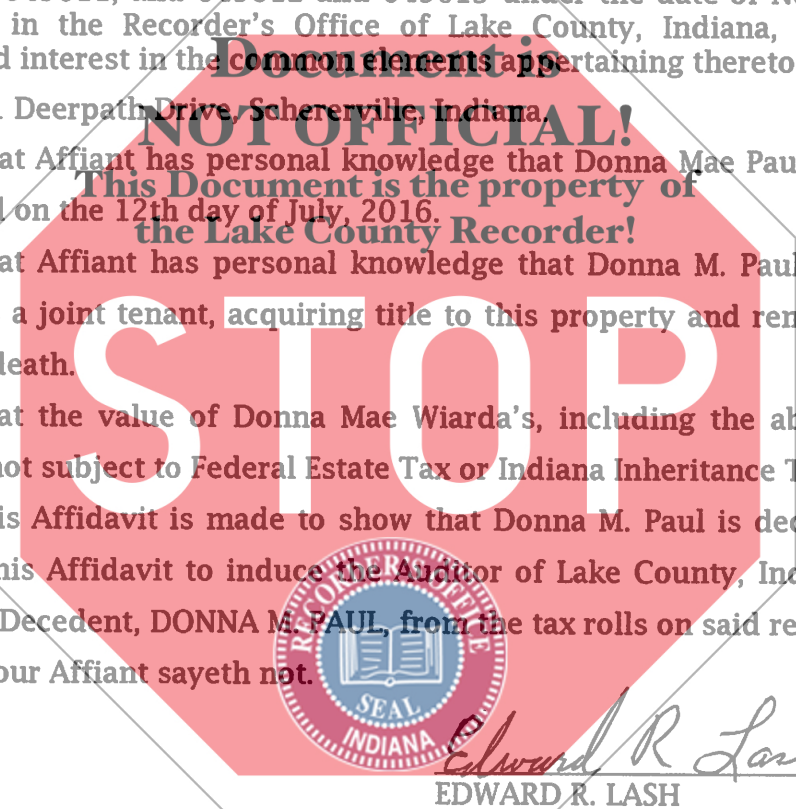 in the Recorder's Office of Lake County, Indiana,
interest in the common elements appertaining thereto
Document is
Deerpath Drive, Schererville, Indiana.
NOT OFFICIAL!
at Affiant has personal knowledge that Donna Mae Pau
This Document is the property of
on the 12th day of July, 2016.
the Lake County Recorder!
at Affiant has personal knowledge that Donna M. Paul
a joint tenant, acquiring title to this property and ren
death.
STOP
at the value of Donna Mae Wiarda's, including the ab
not subject to Federal Estate Tax or Indiana Inheritance T
is Affidavit is made to show that Donna M. Paul is dec
his Affidavit to induce the Auditor of Lake County, Ind
Decedent, DONNA M. PAUL, from the tax rolls on said re
our Affiant sayeth not.
RECORDER'S OFFICE
SEAL
INDIANA
Edward R Las
EDWARD R. LASH